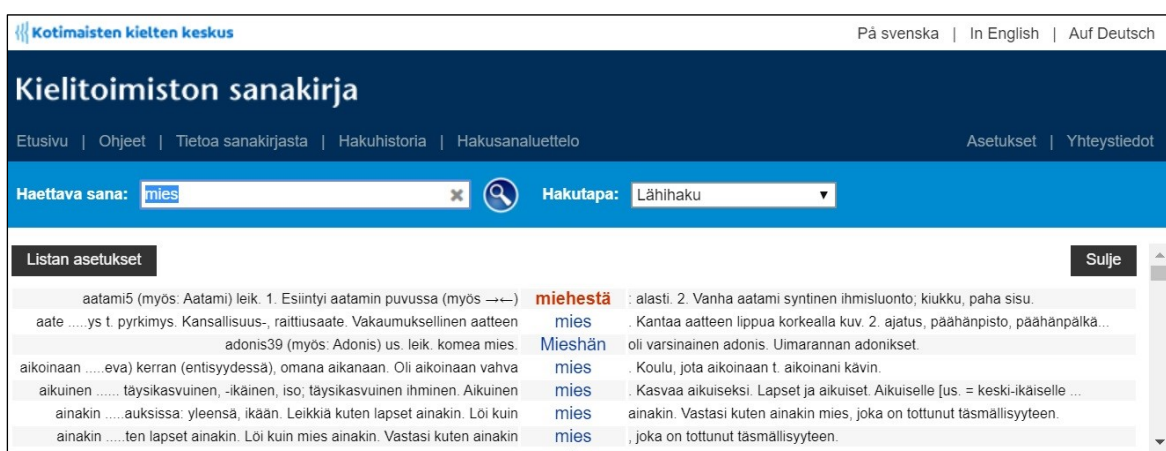 Kotimaisten kielten keskus På svenska | In English | Auf Deutsch
Kielitoimiston sanakirja
Etusivu | Ohjeet | Tietoa sanakirjasta | Hakuhistoria | Hakusanaluettelo Asetukset | Yhteystiedot
Haettava sana: mies Hakutapa: Lähihaku
Listan asetukset Sulje
aatami5 (myös: Aatami) leik. 1. Esiintyi aatamin puvussa (myös →←) miehestä : alasti. 2. Vanha aatami syntinen ihmisluonto; kiukku, paha sisu.
aate .....ys t. pyrkimys. Kansallisuus-, raittiusaate. Vakaumuksellinen aatteen mies . Kantaa aatteen lippua korkealla kuv. 2. ajatus, päähänpisto, päähänpälkä...
adonis39 (myös: Adonis) us. leik. komea mies. Mieshän oli varsinainen adonis. Uimarannan adonikset.
aikoinaan .....eva) kerran (entisyydessä), omana aikanaan. Oli aikoinaan vahva mies . Koulu, jota aikoinaan t. aikoinani kävin.
aikuinen ...... täysikasvuinen, -ikäinen, iso; täysikasvuinen ihminen. Aikuinen mies . Kasvaa aikuiseksi. Lapset ja aikuiset. Aikuiselle [us. = keski-ikäiselle ...
ainakin .....auksissa: yleensä, ikään. Leikkiä kuten lapset ainakin. Löi kuin mies ainakin. Vastasi kuten ainakin mies, joka on tottunut täsmällisyyteen.
ainakin .....ten lapset ainakin. Löi kuin mies ainakin. Vastasi kuten ainakin mies , joka on tottunut täsmällisyyteen.